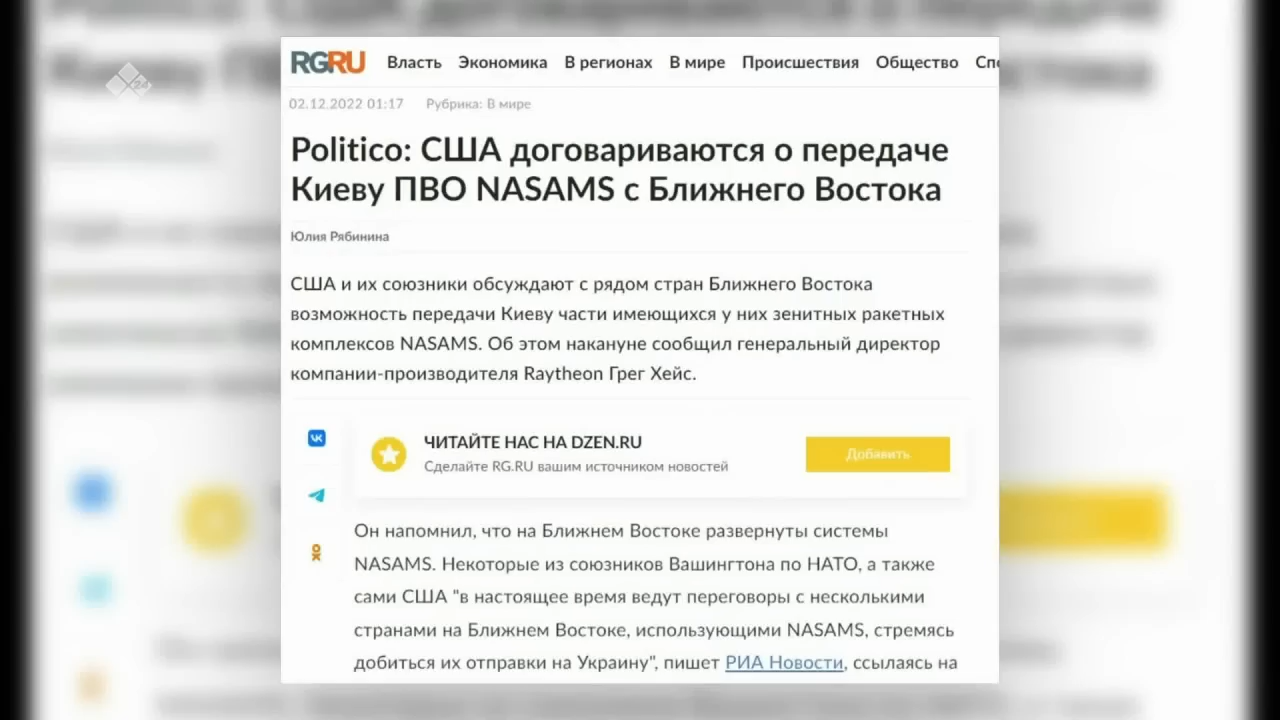 RGRU Власть Экономика В регионах В мире Происшествия Общество Спо
02.12.2022 01:17 Рубрика: В мире
Politico: США договариваются о передаче
Киеву ПВО NASAMS с Ближнего Востока
Юлия Рябинина
США и их союзники обсуждают с рядом стран Ближнего Востока
возможность передачи Киеву части имеющихся у них зенитных ракетных
комплексов NASAMS. Об этом накануне сообщил генеральный директор
компании-производителя Raytheon Грег Хейс.
ЧИТАЙТЕ НАС НА DZEN.RU
Сделайте RG.RU вашим источником новостей
Добавить
Он напомнил, что на Ближнем Востоке развернуты системы
NASAMS. Некоторые из союзников Вашингтона по НАТО, а также
сами США "в настоящее время ведут переговоры с несколькими
странами на Ближнем Востоке, использующими NASAMS, стремясь
добиться их отправки на Украину", пишет РИА Новости, ссылаясь на